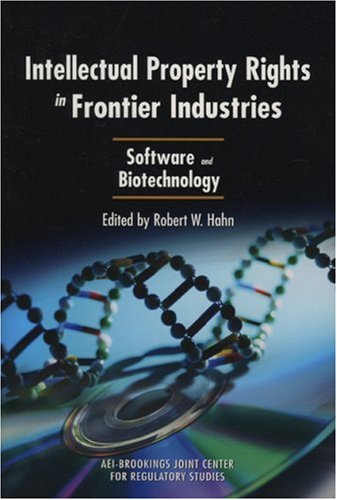 Intellectual Property Rights
in Frontier Industries
Software and
Biotechnology
Edited by Robert W. Hahn
AEI-BROOKINGS JOINT CENTER
FOR REGULATORY STUDIES